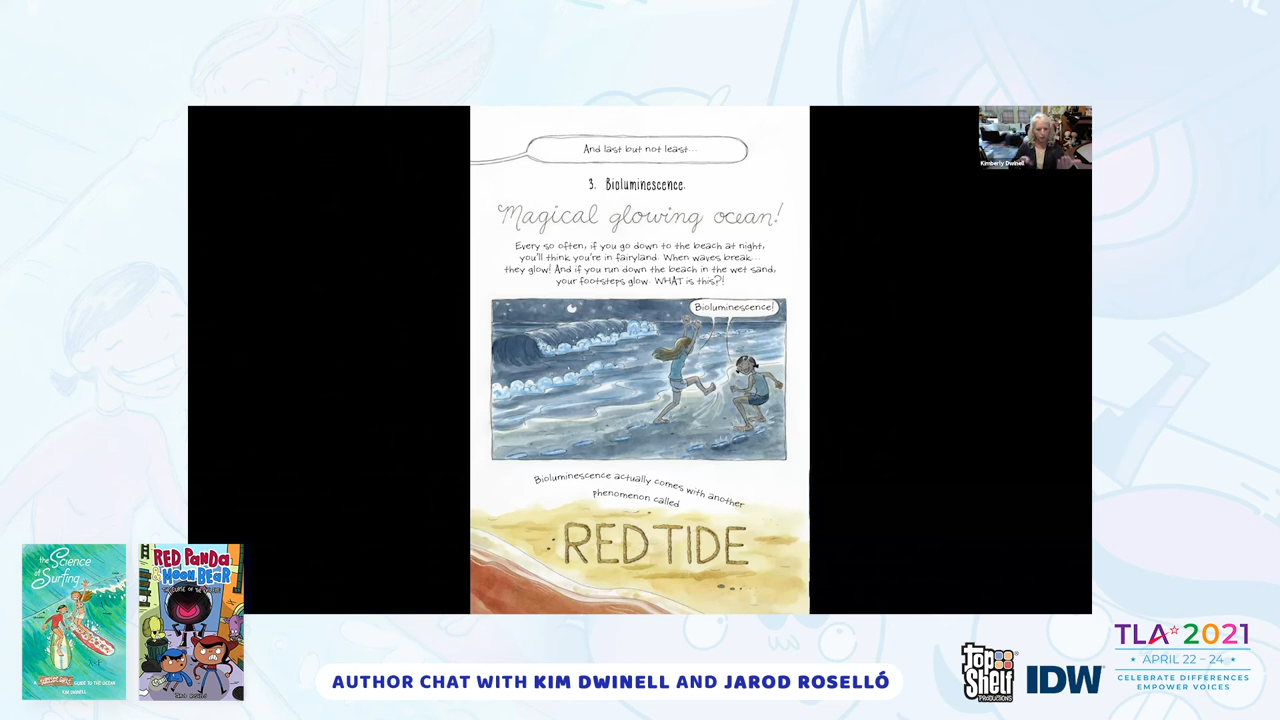 And last but not least...
3. Bioluminescence.
Magical glowing ocean!
Every so often, if you go down to the beach at night,
you'll think you're in fairyland. When waves break...
they glow! And if you run down the beach in the wet sand,
your footsteps glow. WHAT is this?!
Bioluminescence!
Bioluminescence actually comes with another
phenomenon called
RED TIDE
Kimberly Dwinell
the Science
of Surfing
GUIDE TO THE OCEAN
KIM DWINELL
RED PANDA
& MOON BEAR
AUTHOR CHAT WITH KIM DWINELL AND JAROD ROSELLÓ
Top
Shelf
PRODUCTIONS
IDW
TLA 2021
• APRIL 22 – 24 •
CELEBRATE DIFFERENCES
EMPOWER VOICES